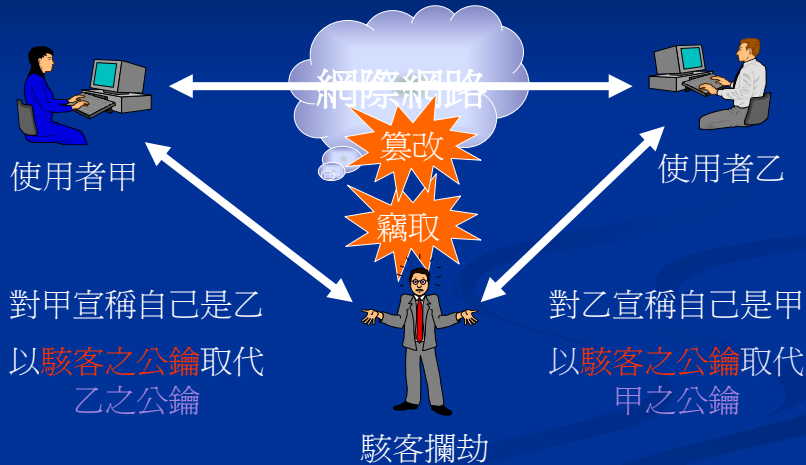 網際網路
篡改
使用者甲
使用者乙
竊取
對甲宣稱自己是乙
以駭客之公鑰取代
乙之公鑰
對乙宣稱自己是甲
以駭客之公鑰取代
甲之公鑰
駭客攔劫